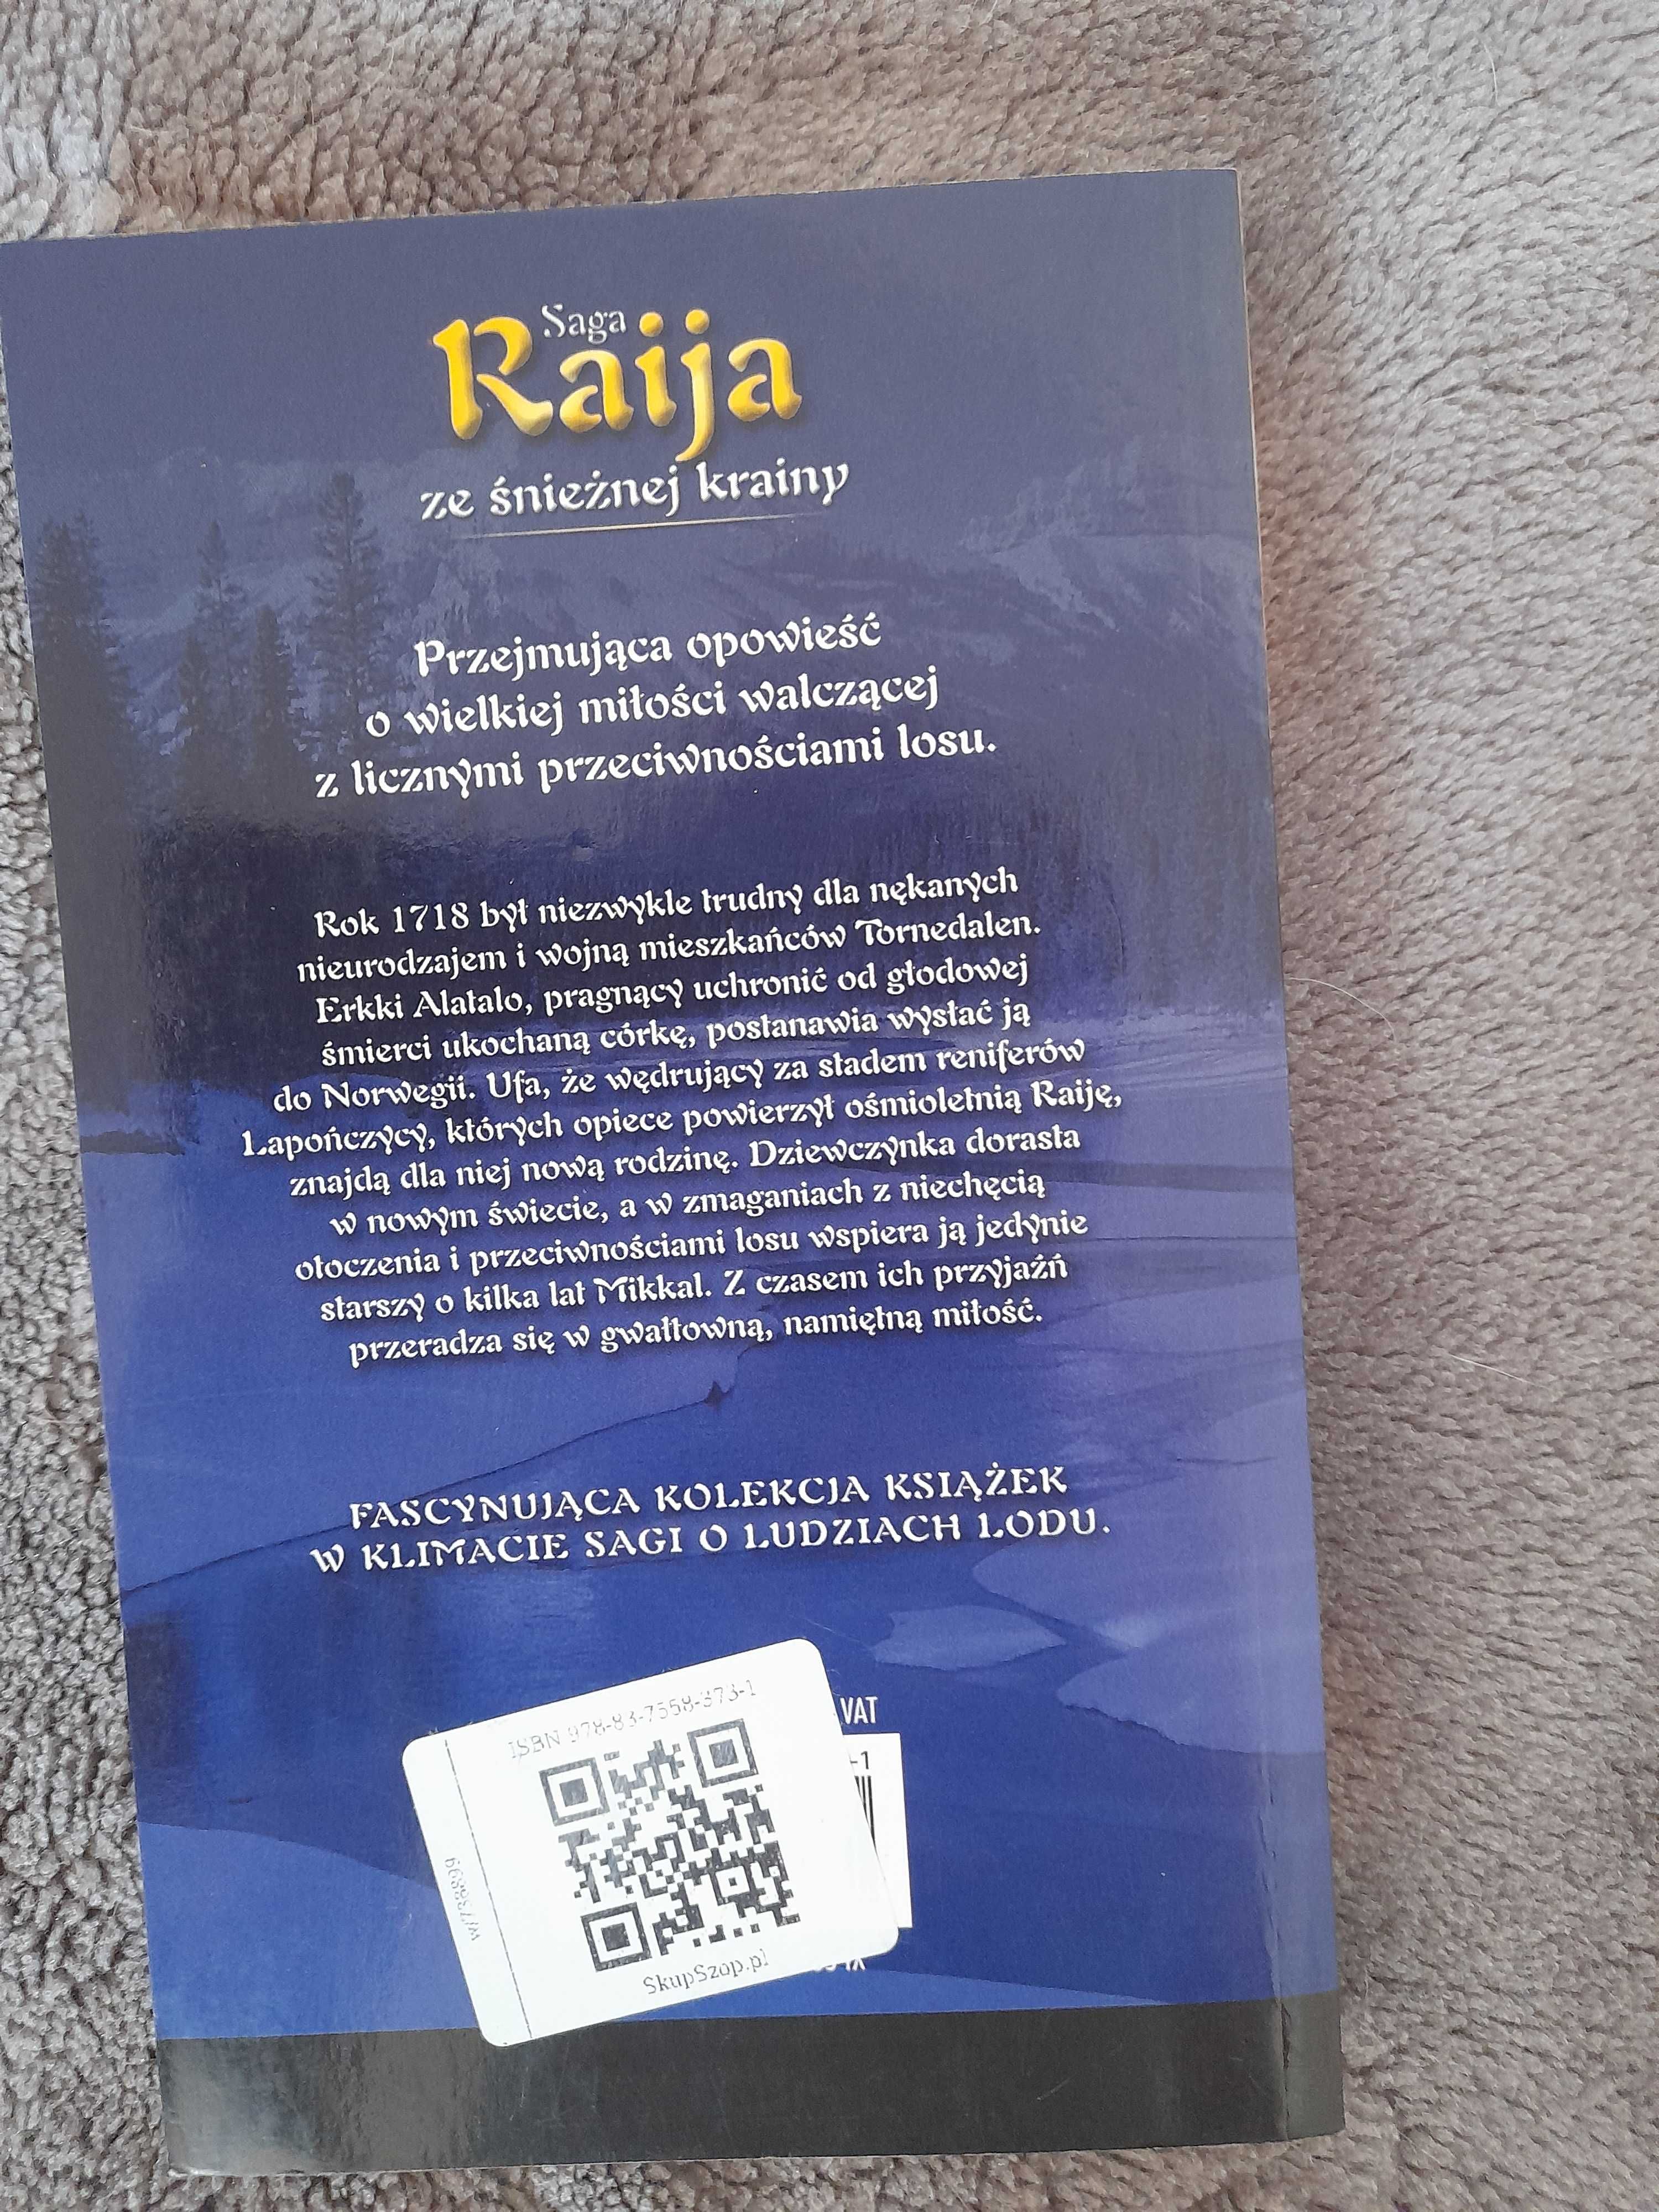 Saga
Raija
ze śnieżnej krainy
Przejmująca opowieść
o wielkiej miłości walczącej
z licznymi przeciwnościami losu.
Rok 1718 był niezwykle trudny dla nękanych
nieurodzajem i wojną mieszkańców Tornedalen.
Erkki Alatalo, pragnący uchronić od głodowej
śmierci ukochaną córkę, postanawia wysłać ją
do Norwegii. Ufa, że wędrujący za stadem reniferów
Lapończycy, których opiece powierzył ośmioletnią Raiję,
znajdą dla niej nową rodzinę. Dziewczynka dorasta
w nowym świecie, a w zmaganiach z niechęcią
otoczenia i przeciwnościami losu wspiera ją jedynie
starszy o kilka lat Mikkal. Z czasem ich przyjaźń
przeradza się w gwałtowną, namiętną miłość.
FASCYNUJĄCA KOLEKCJA KSIĄŻEK
W KLIMACIE SAGI O LUDZIACH LODU.
VAT
ISBN 978-83-7558-373-1
-1
SkupSzop.pl